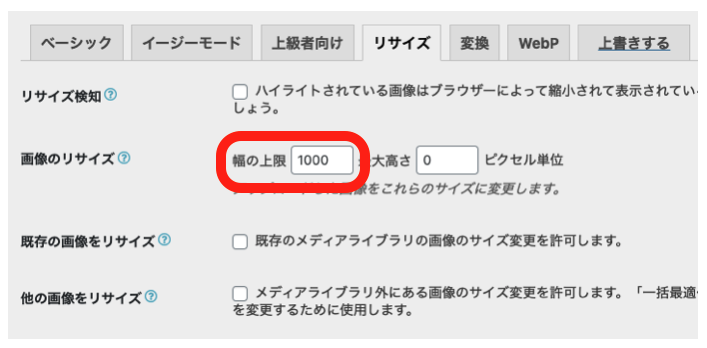 ベーシック イージーモード 上級者向け リサイズ 変換 WebP 上書きする
リサイズ検知 ハイライトされている画像はブラウザーによって縮小されて表示されてい
しょう。
画像のリサイズ 幅の上限 1000 大高さ 0 ピクセル単位
画像をこれらのサイズに変更します。
既存の画像をリサイズ 既存のメディアライブラリの画像のサイズ変更を許可します。
他の画像をリサイズ メディアライブラリ外にある画像のサイズ変更を許可します。「一括最適
を変更するために使用します。